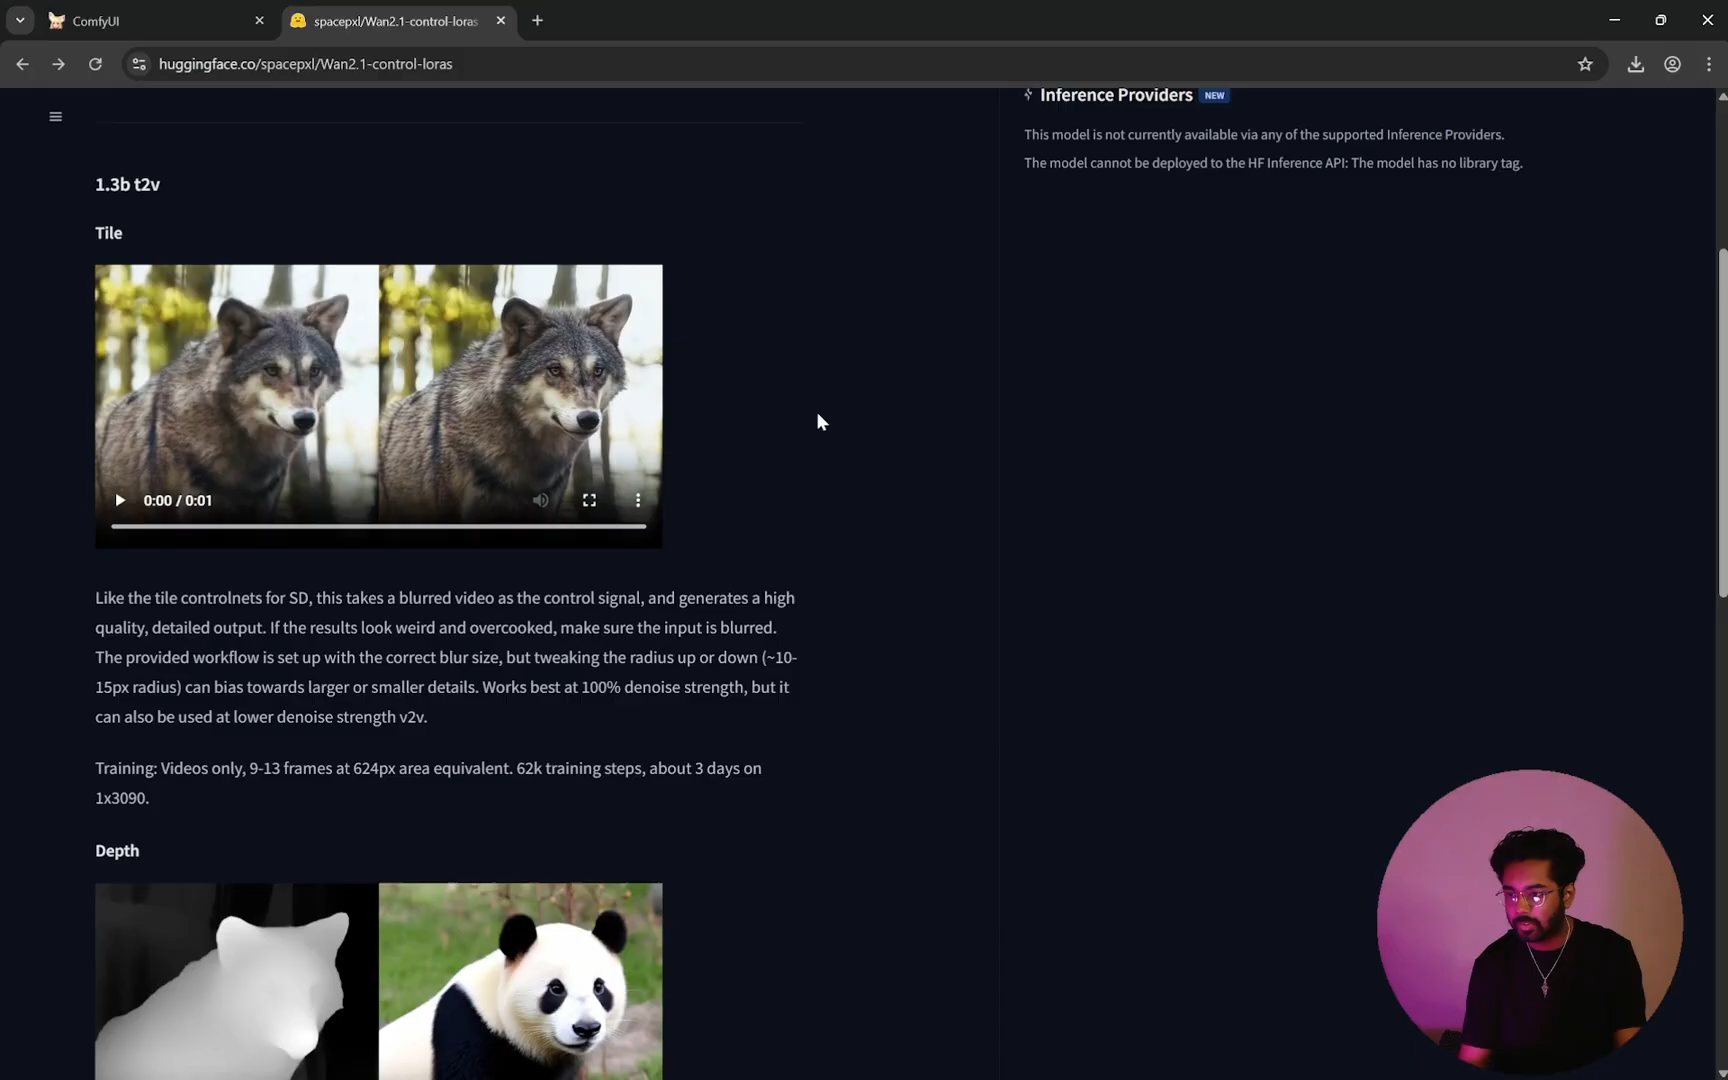 ComfyUI
spacepxl/Wan2.1-control-loras
huggingface.co/spacepxl/Wan2.1-control-loras
Inference Providers NEW
This model is not currently available via any of the supported Inference Providers.
The model cannot be deployed to the HF Inference API: The model has no library tag.
1.3b t2v
Tile
0:00 / 0:01
Like the tile controlnets for SD, this takes a blurred video as the control signal, and generates a high
quality, detailed output. If the results look weird and overcooked, make sure the input is blurred.
The provided workflow is set up with the correct blur size, but tweaking the radius up or down (~10-
15px radius) can bias towards larger or smaller details. Works best at 100% denoise strength, but it
can also be used at lower denoise strength v2v.
Training: Videos only, 9-13 frames at 624px area equivalent. 62k training steps, about 3 days on
1x3090.
Depth